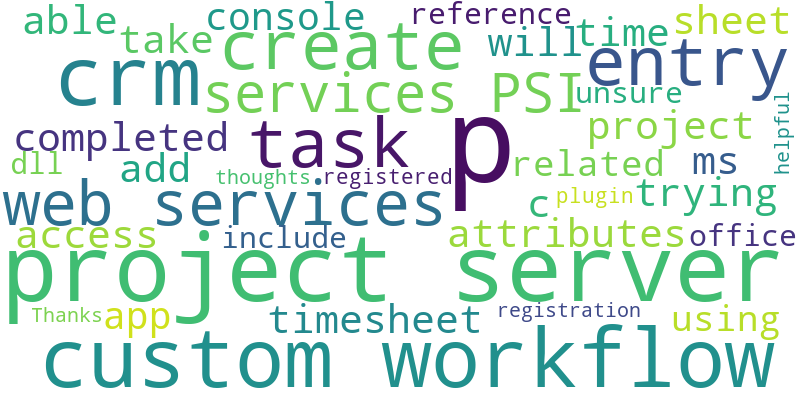 able console reference sheet
take create services will time
crm services PSI entry
unsure
completed task p project
helpful
dll add thoughts registered related ms
web services c plugin trying
access include attributes office
project server
Thanks app timesheet registration using
custom workflow